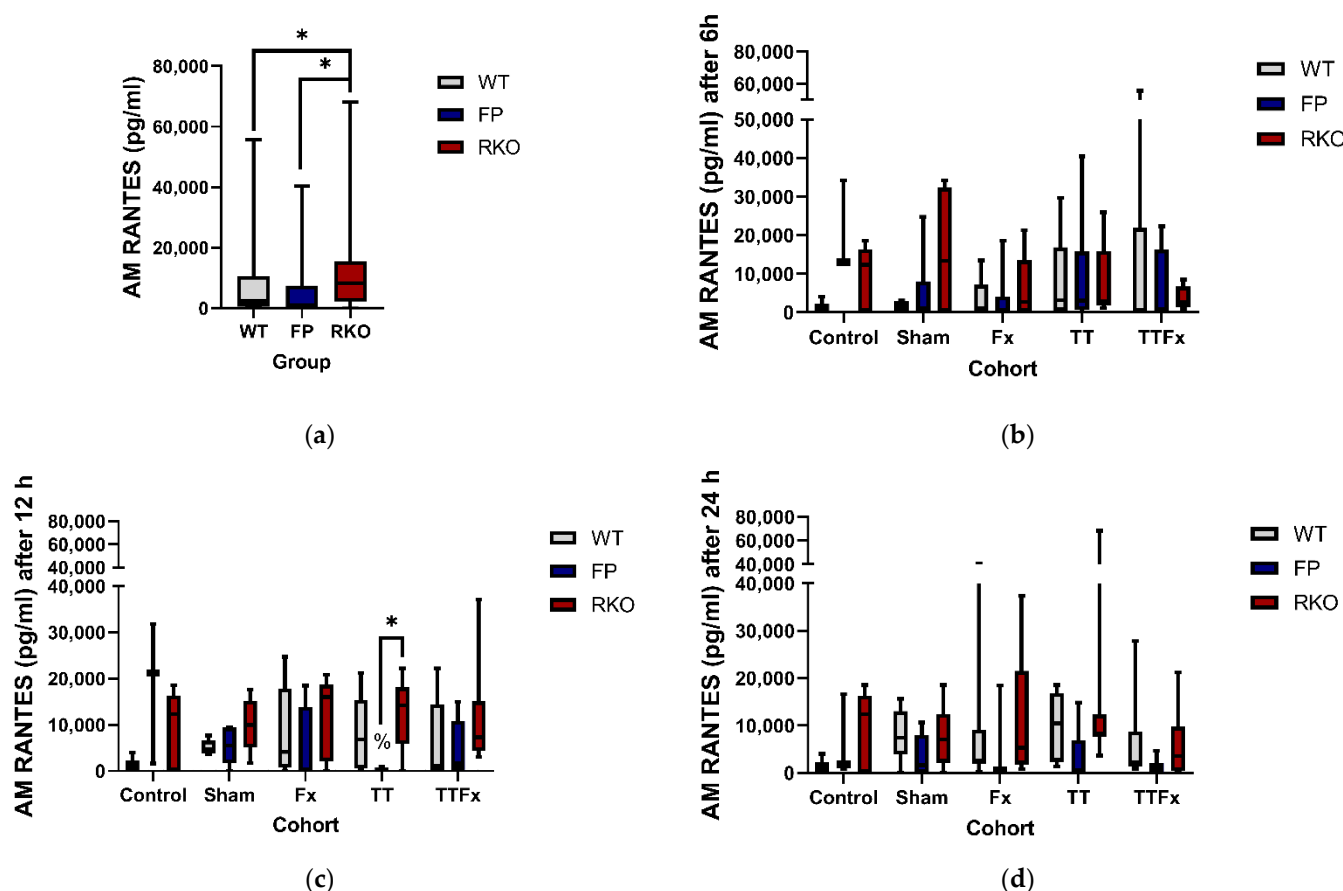 AM RANTES (pg/ml)
80,000
60,000
40,000
20,000
0
*
*
WT
FP
RKO
Group
WT
FP
RKO
(a)
AM RANTES (pg/ml) after 6h
80,000
70,000
60,000
50,000
40,000
30,000
20,000
10,000
0
Control
Sham
Fx
TT
TTFx
Cohort
WT
FP
RKO
(b)
AM RANTES (pg/ml) after 12 h
80,000
60,000
40,000
40,000
30,000
20,000
10,000
0
*
%
Control
Sham
Fx
TT
TTFx
Cohort
WT
FP
RKO
(c)
AM RANTES (pg/ml) after 24 h
80,000
60,000
40,000
40,000
30,000
20,000
10,000
0
Control
Sham
Fx
TT
TTFx
Cohort
WT
FP
RKO
(d)